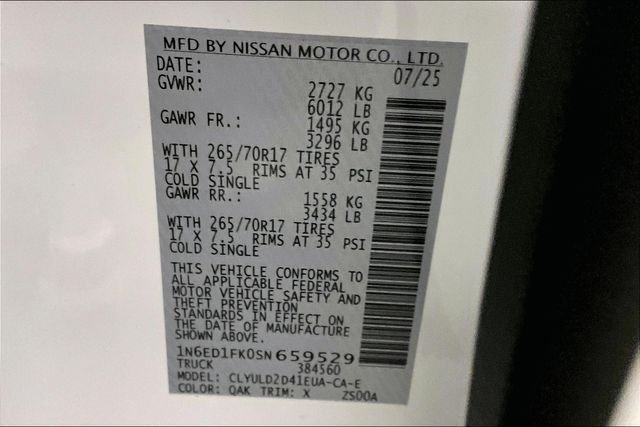 MFD BY NISSAN MOTOR CO., LTD.
DATE: 07/25
GVWR: 2727 KG
6012 LB
GAWR FR.: 1495 KG
3296 LB
WITH 265/70R17 TIRES
17 X 7.5 RIMS AT 35 PSI
COLD SINGLE
GAWR RR.: 1558 KG
3434 LB
WITH 265/70R17 TIRES
17 X 7.5 RIMS AT 35 PSI
COLD SINGLE
THIS VEHICLE CONFORMS TO
ALL APPLICABLE FEDERAL
MOTOR VEHICLE SAFETY AND
THEFT PREVENTION
STANDARDS IN EFFECT ON
THE DATE OF MANUFACTURE
SHOWN ABOVE.
1N6ED1FK0SN659529
TRUCK 384560
MODEL: CLYULD2D41EUA-CA-E
COLOR: QAK TRIM: X ZS00A